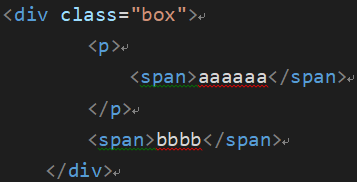 <div class="box">
<p>
<span>aaaaaa</span>
</p>
<span>bbbb</span>
</div>